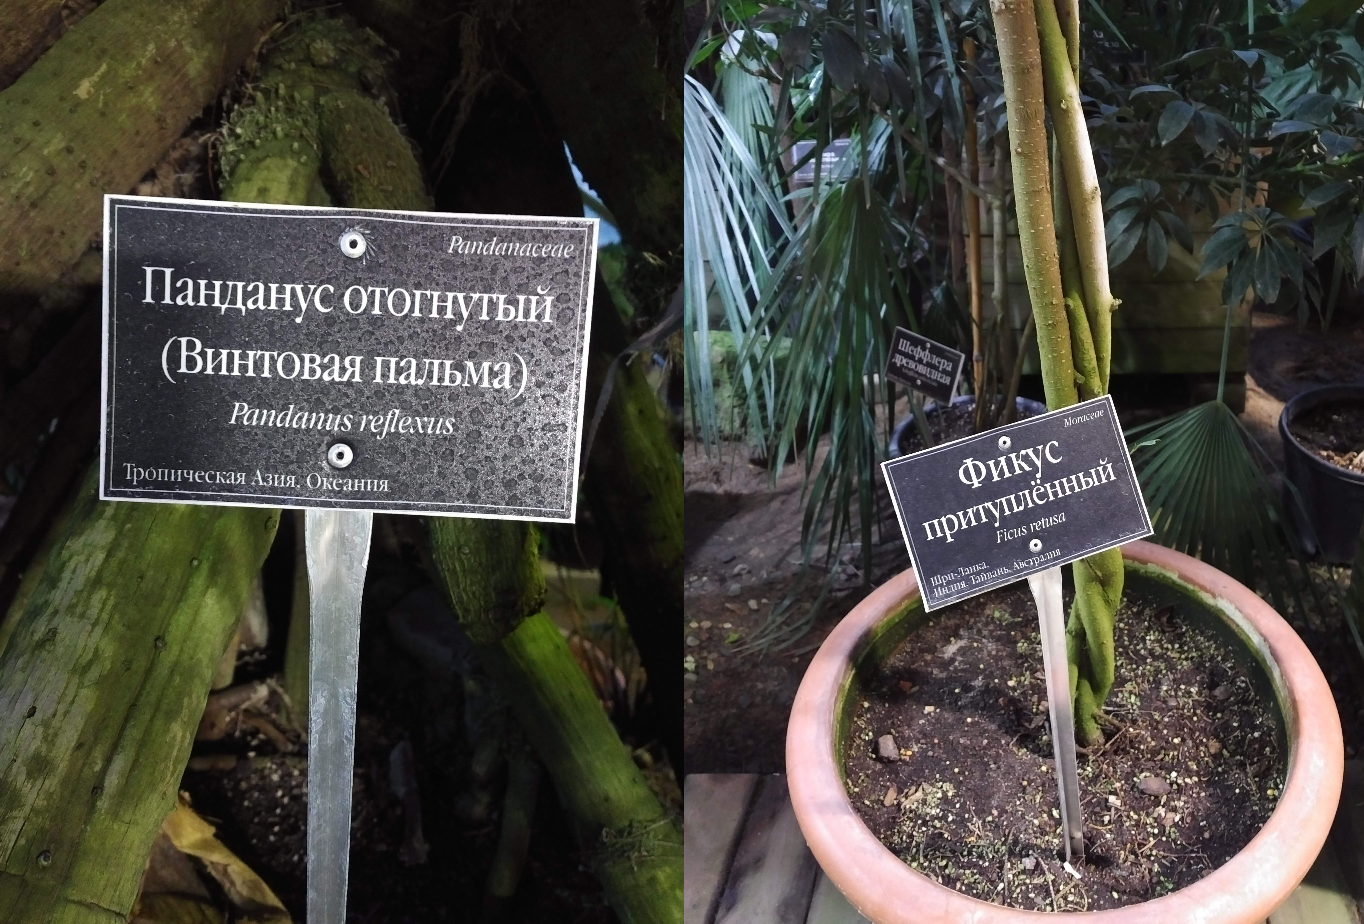 Pandanaceae
Панданус отогнутый
(Винтовая пальма)
Pandanus reflexus
Тропическая Азия, Океания
Шеффлера
древовидная
Moraceae
Фикус
притуплённый
Ficus retusa
Шри-Ланка,
Индия, Тайвань, Австралия